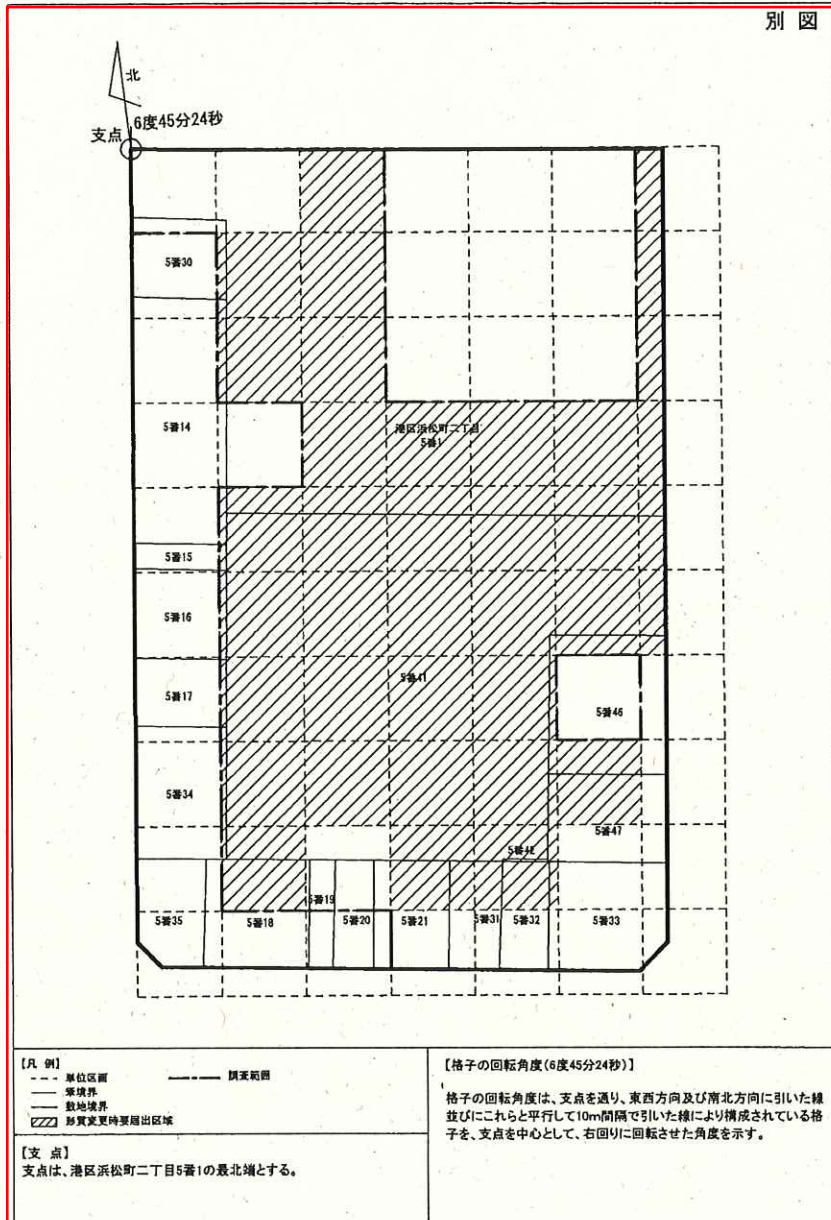 別 図
北
6度45分24秒
支点
5番30
港区浜松町二丁目
5番1
5番14
5番15
5番16
5番41
5番17
5番46
5番34
5番47
5番42
5番19
5番35
5番18
5番20
5番21
5番31
5番32
5番33
【凡 例】
単位区画
調査範囲
筆境界
敷地境界
形質変更時要届出区域
【支 点】
支点は、港区浜松町二丁目5番1の最北端とする。
【格子の回転角度(6度45分24秒)】
格子の回転角度は、支点を通り、東西方向及び南北方向に引いた線
並びにこれらと平行して10m間隔で引いた線により構成されている格
子を、支点を中心として、右回りに回転させた角度を示す。